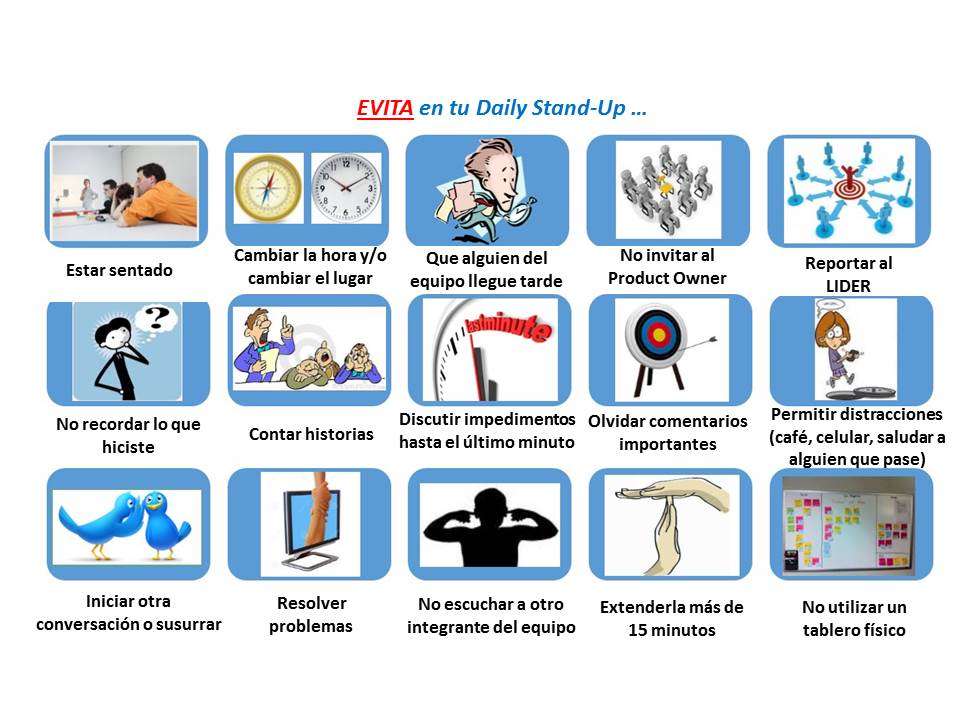 EVITA en tu Daily Stand-Up ...
Estar sentado
Cambiar la hora y/o
cambiar el lugar
Que alguien del
equipo llegue tarde
No invitar al
Product Owner
Reportar al
LIDER
?
No recordar lo que
hiciste
Contar historias
lastminute
Discutir impedimentos
hasta el último minuto
Olvidar comentarios
importantes
Permitir distracciones
(café, celular, saludar a
alguien que pase)
Iniciar otra
conversación o susurrar
Resolver
problemas
No escuchar a otro
integrante del equipo
Extenderla más de
15 minutos
No utilizar un
tablero físico